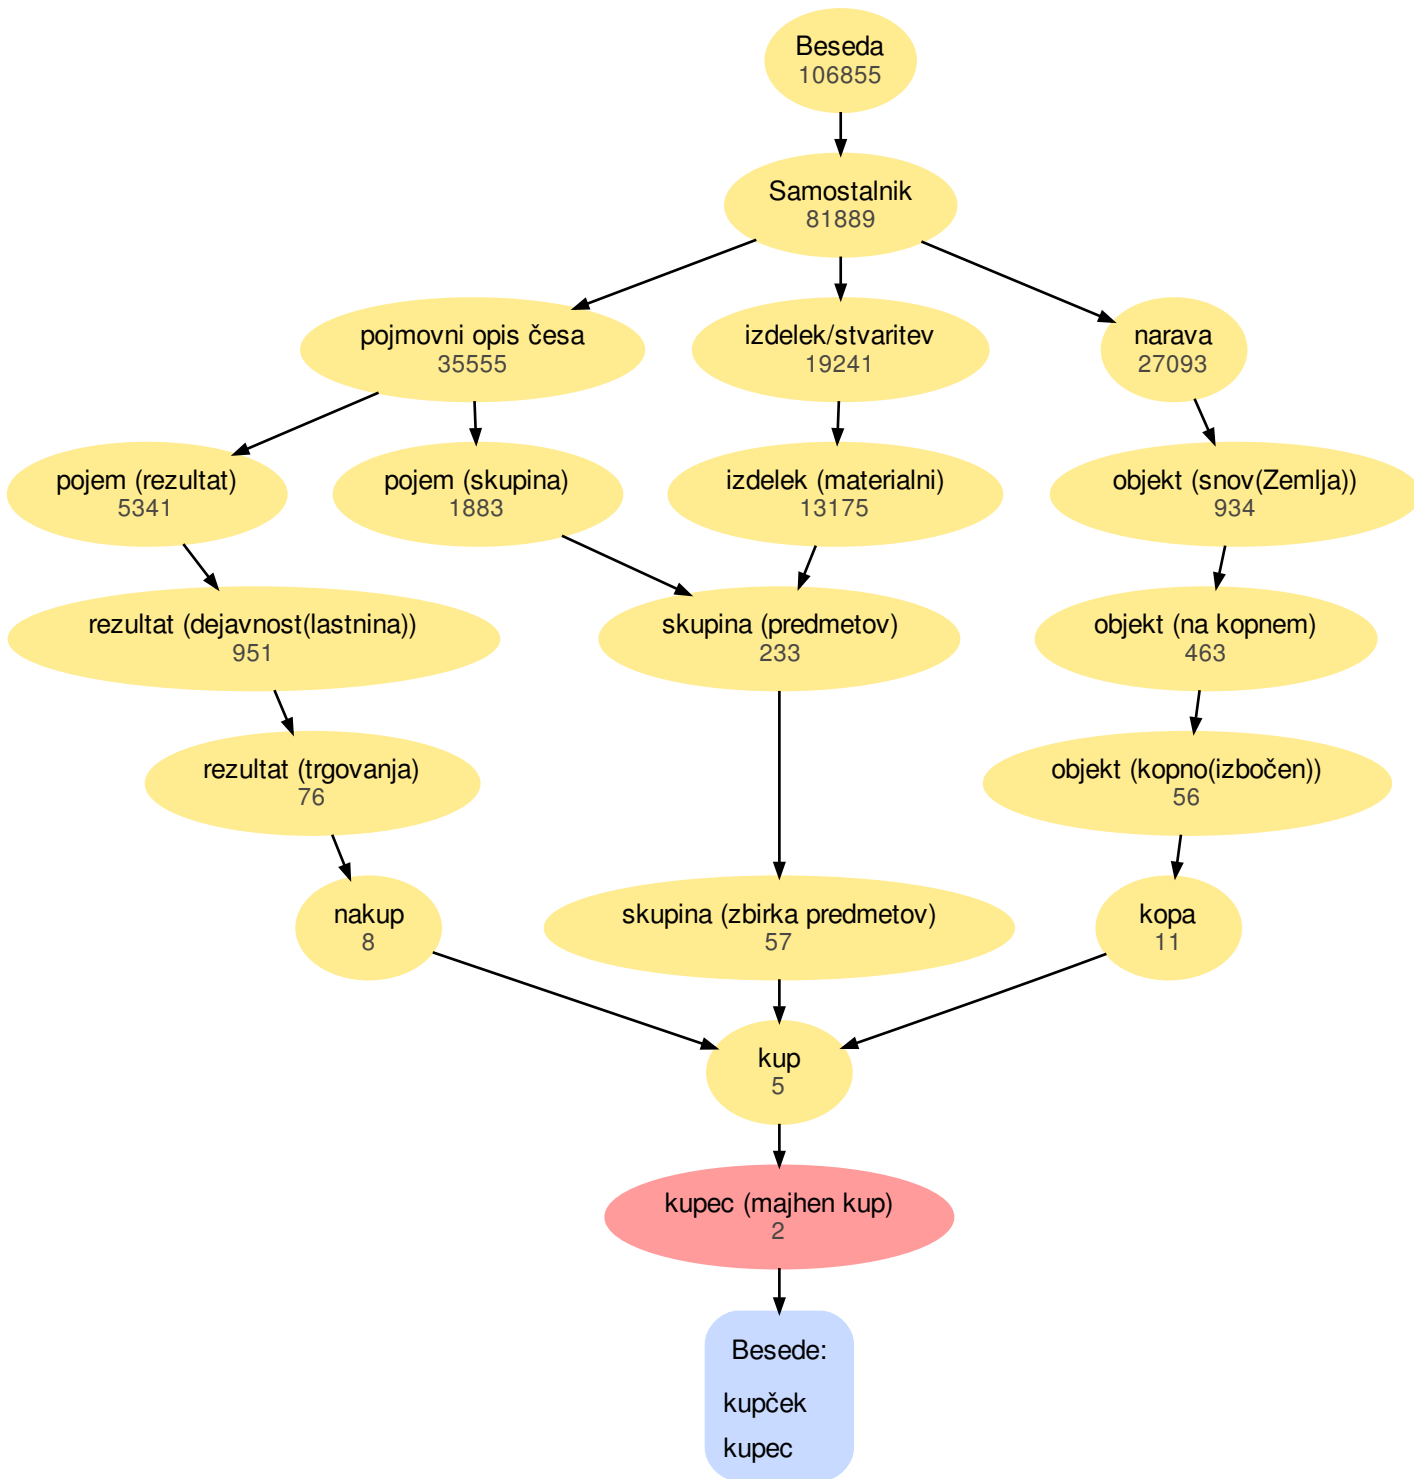 Beseda
106855
Samostalnik
81889
pojmovni opis česa
35555
izdelek/stvaritev
19241
narava
27093
pojem (rezultat)
5341
pojem (skupina)
1883
izdelek (materialni)
13175
objekt (snov(Zemlja))
934
rezultat (dejavnost(lastnina))
951
skupina (predmetov)
233
objekt (na kopnem)
463
rezultat (trgovanja)
76
objekt (kopno(izbočen))
56
nakup
8
skupina (zbirka predmetov)
57
kopa
11
kup
5
kupec (majhen kup)
2
Besede:
kupček
kupec